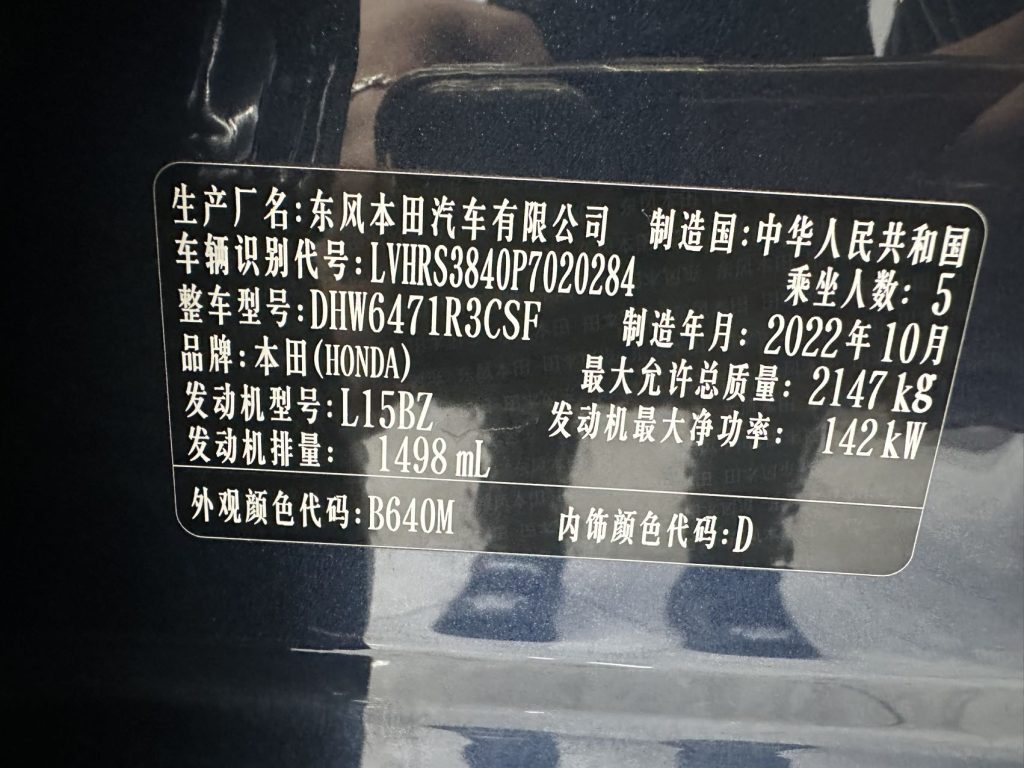 生产厂名:东风本田汽车有限公司 制造国:中华人民共和国
车辆识别代号:LVHRS3840P7020284 乘坐人数: 5
整车型号:DHW6471R3CSF 制造年月: 2022年10月
品牌:本田(HONDA) 最大允许总质量: 2147kg
发动机型号:L15BZ 发动机最大净功率: 142kW
发动机排量: 1498mL
外观颜色代码:B640M 内饰颜色代码:D